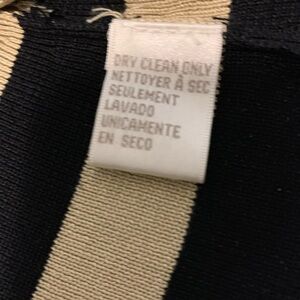 DRY CLEAN ONLY
NETTOYER À SEC
SEULEMENT
LAVADO
UNICAMENTE
EN SECO